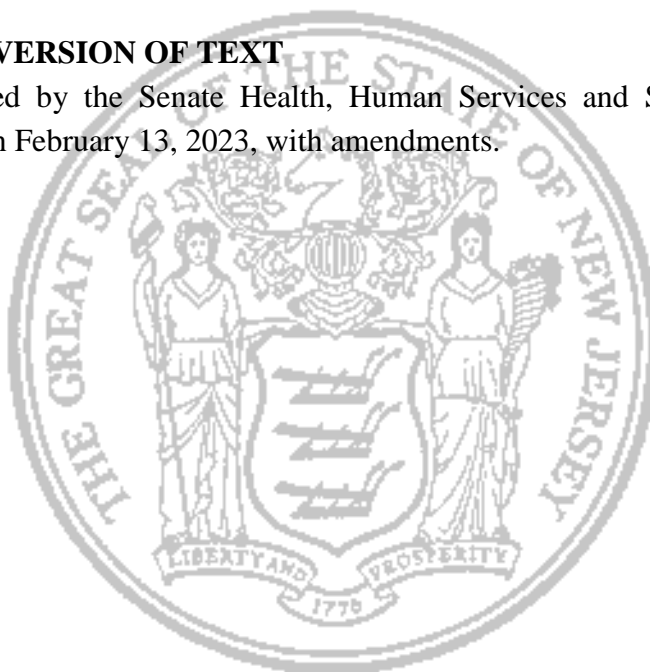 VERSION OF TEXT
ed by the Senate Health, Human Services and S
n February 13, 2023, with amendments.
THE GREAT SEAL OF THE STATE OF NEW JERSEY
LIBERTY AND PROSPERITY
1776